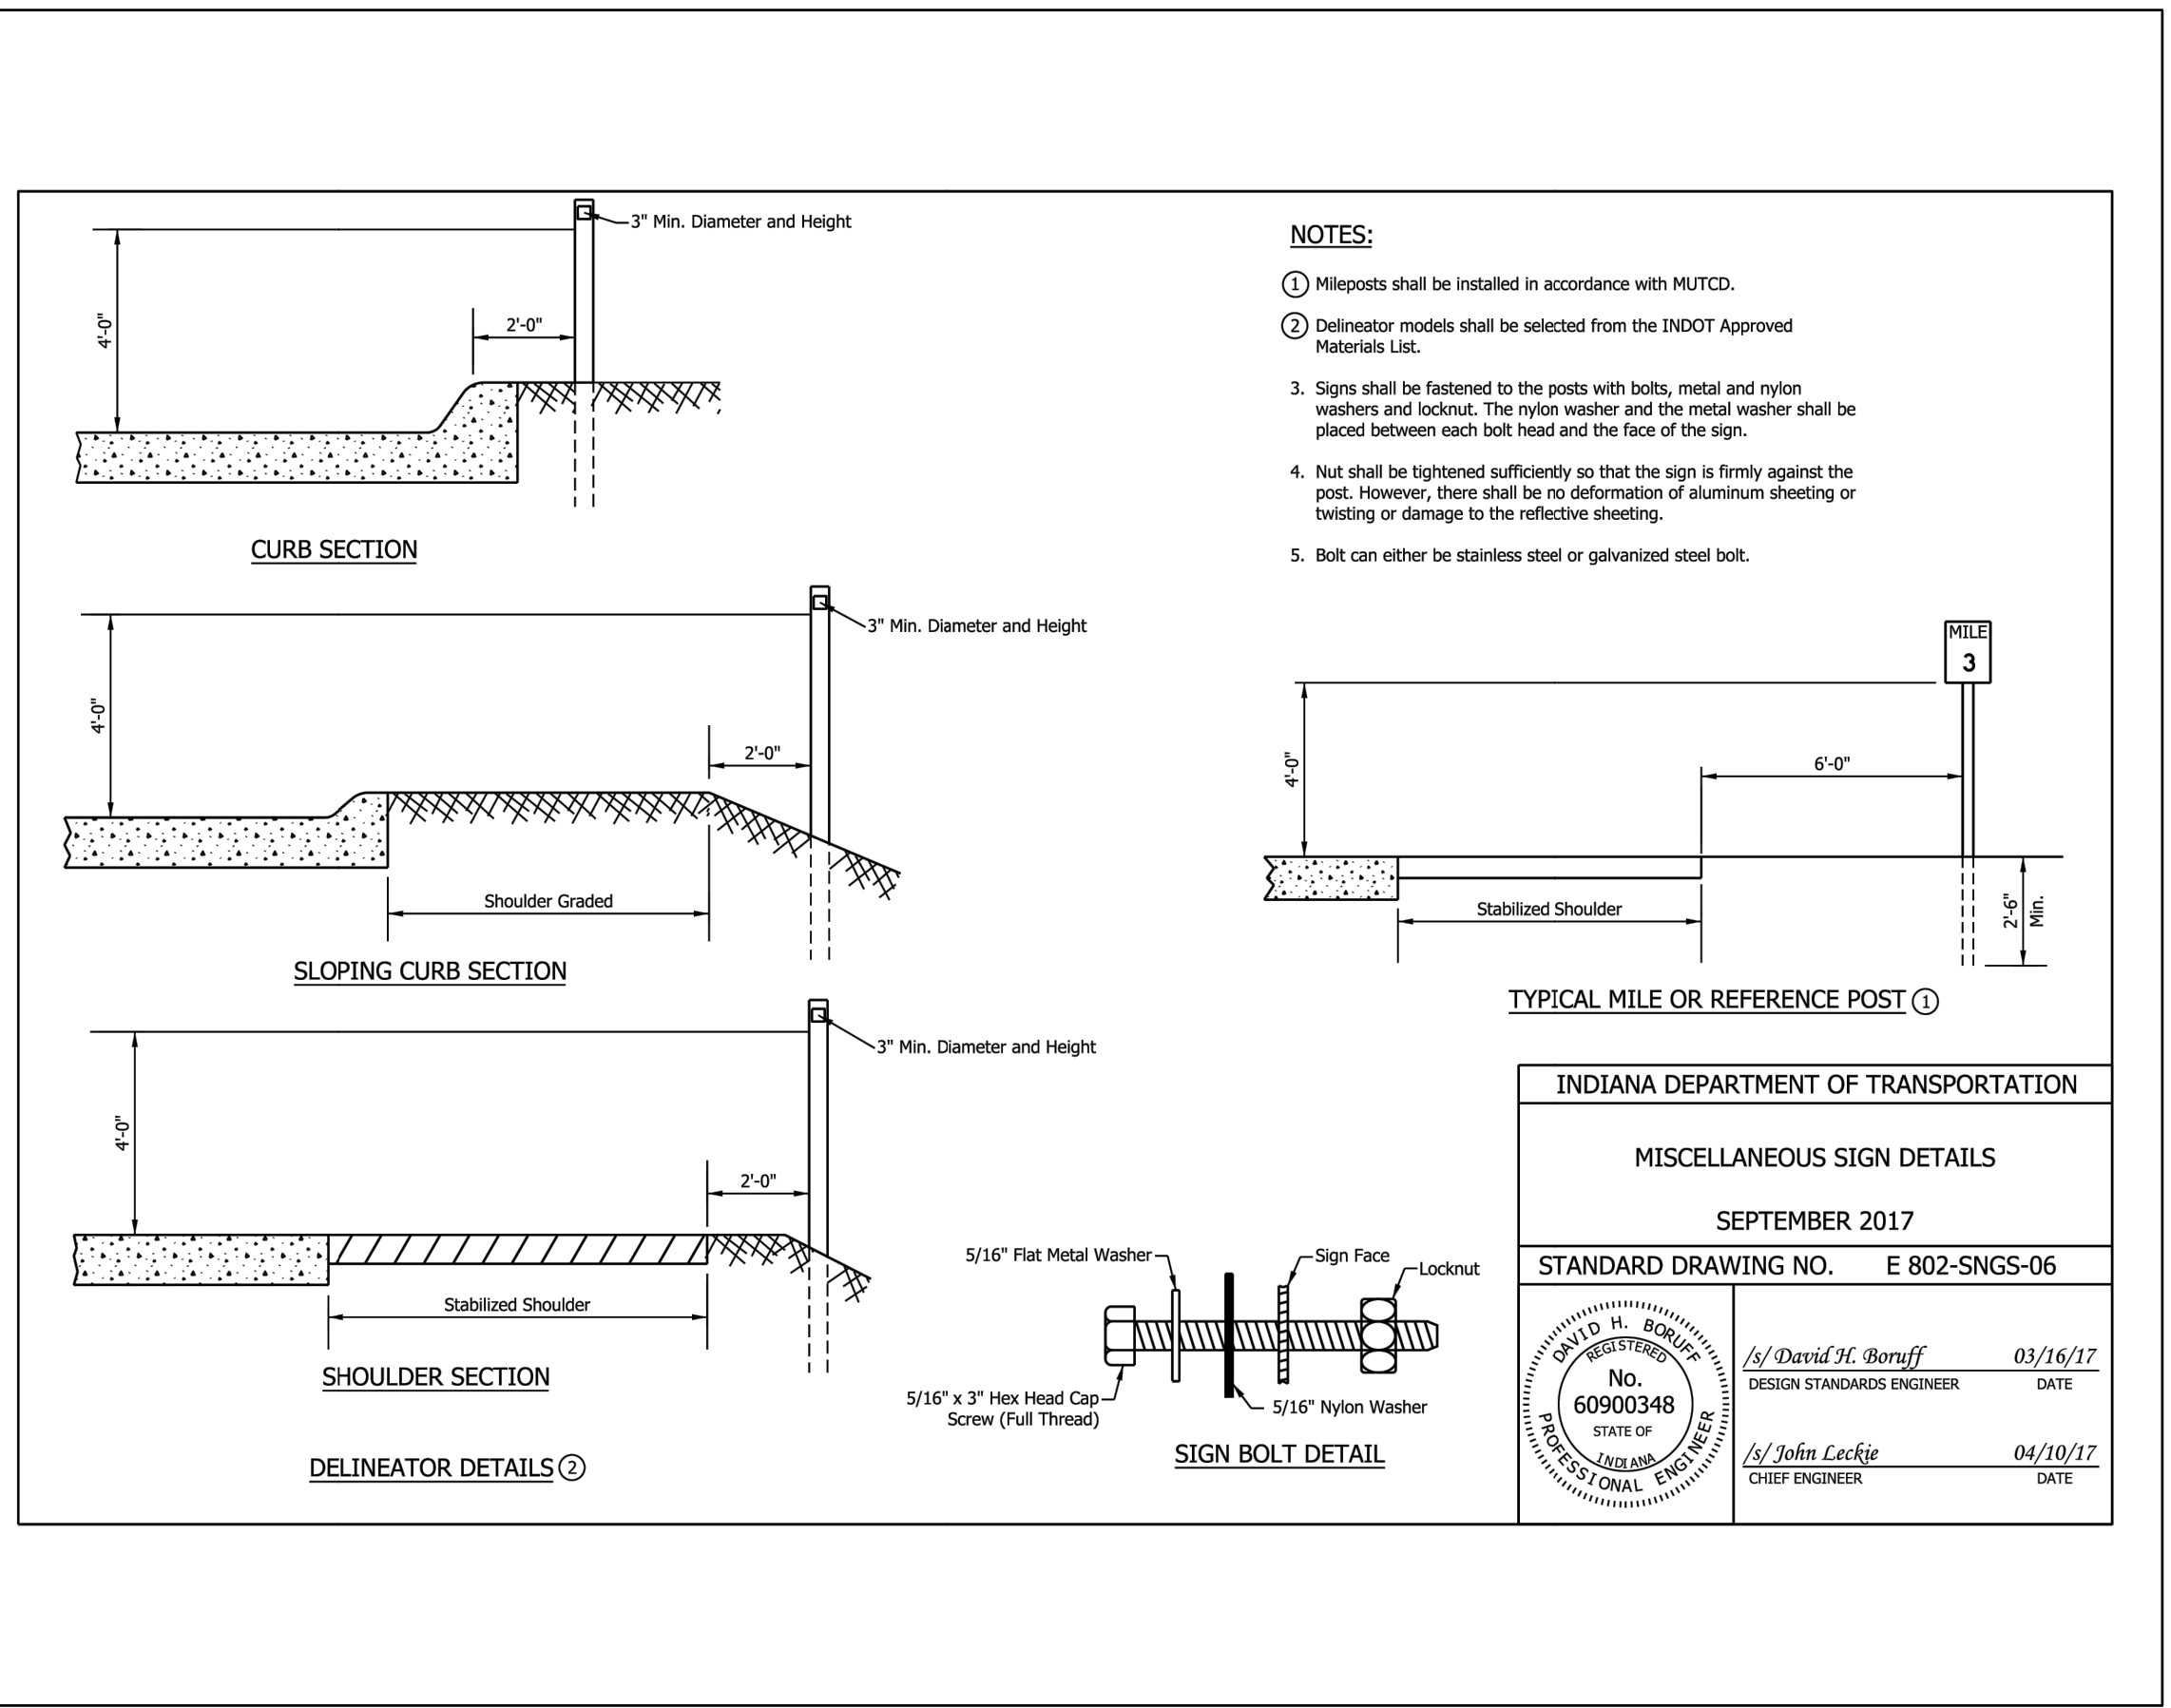 3" Min. Diameter and Height
4'-0"
2'-0"
CURB SECTION
3" Min. Diameter and Height
4'-0"
2'-0"
Shoulder Graded
SLOPING CURB SECTION
3" Min. Diameter and Height
4'-0"
2'-0"
Stabilized Shoulder
SHOULDER SECTION
DELINEATOR DETAILS 2
NOTES:
1 Mileposts shall be installed in accordance with MUTCD.
2 Delineator models shall be selected from the INDOT Approved
Materials List.
3. Signs shall be fastened to the posts with bolts, metal and nylon
washers and locknut. The nylon washer and the metal washer shall be
placed between each bolt head and the face of the sign.
4. Nut shall be tightened sufficiently so that the sign is firmly against the
post. However, there shall be no deformation of aluminum sheeting or
twisting or damage to the reflective sheeting.
5. Bolt can either be stainless steel or galvanized steel bolt.
MILE
3
4'-0"
6'-0"
Stabilized Shoulder
2'-6"
Min.
TYPICAL MILE OR REFERENCE POST 1
5/16" Flat Metal Washer
Sign Face
Locknut
5/16" x 3" Hex Head Cap
Screw (Full Thread)
5/16" Nylon Washer
SIGN BOLT DETAIL
INDIANA DEPARTMENT OF TRANSPORTATION
MISCELLANEOUS SIGN DETAILS
SEPTEMBER 2017
STANDARD DRAWING NO. E 802-SNGS-06
DAVID H. BORUFF
REGISTERED
No.
60900348
STATE OF
INDIANA
PROFESSIONAL ENGINEER
/s/ David H. Boruff 03/16/17
DESIGN STANDARDS ENGINEER DATE
/s/ John Leckie 04/10/17
CHIEF ENGINEER DATE